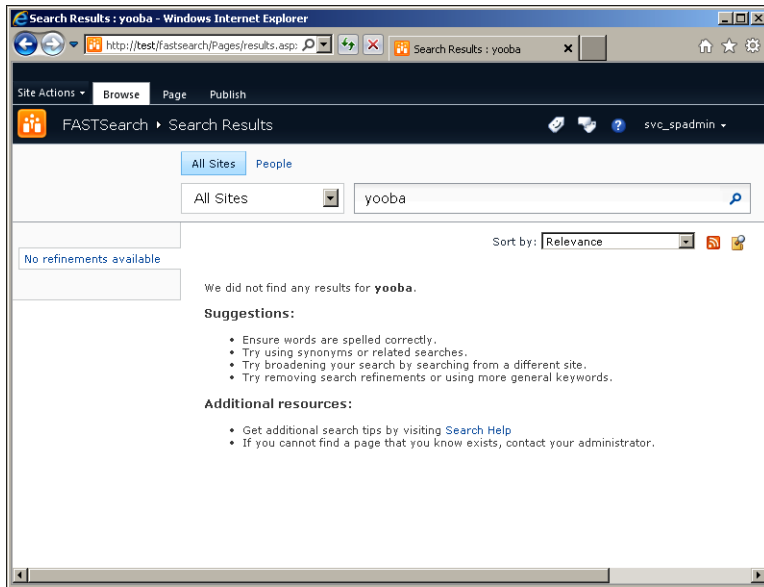 Search Results : yooba - Windows Internet Explorer
http://test/fastsearch/Pages/results.asp:
Search Results : yooba
Site Actions
Browse
Page
Publish
FASTSearch
Search Results
svc_spadmin
All Sites
People
All Sites
yooba
Sort by: Relevance
No refinements available
We did not find any results for yooba.
Suggestions:
Ensure words are spelled correctly.
Try using synonyms or related searches.
Try broadening your search by searching from a different site.
Try removing search refinements or using more general keywords.
Additional resources:
Get additional search tips by visiting Search Help
If you cannot find a page that you know exists, contact your administrator.